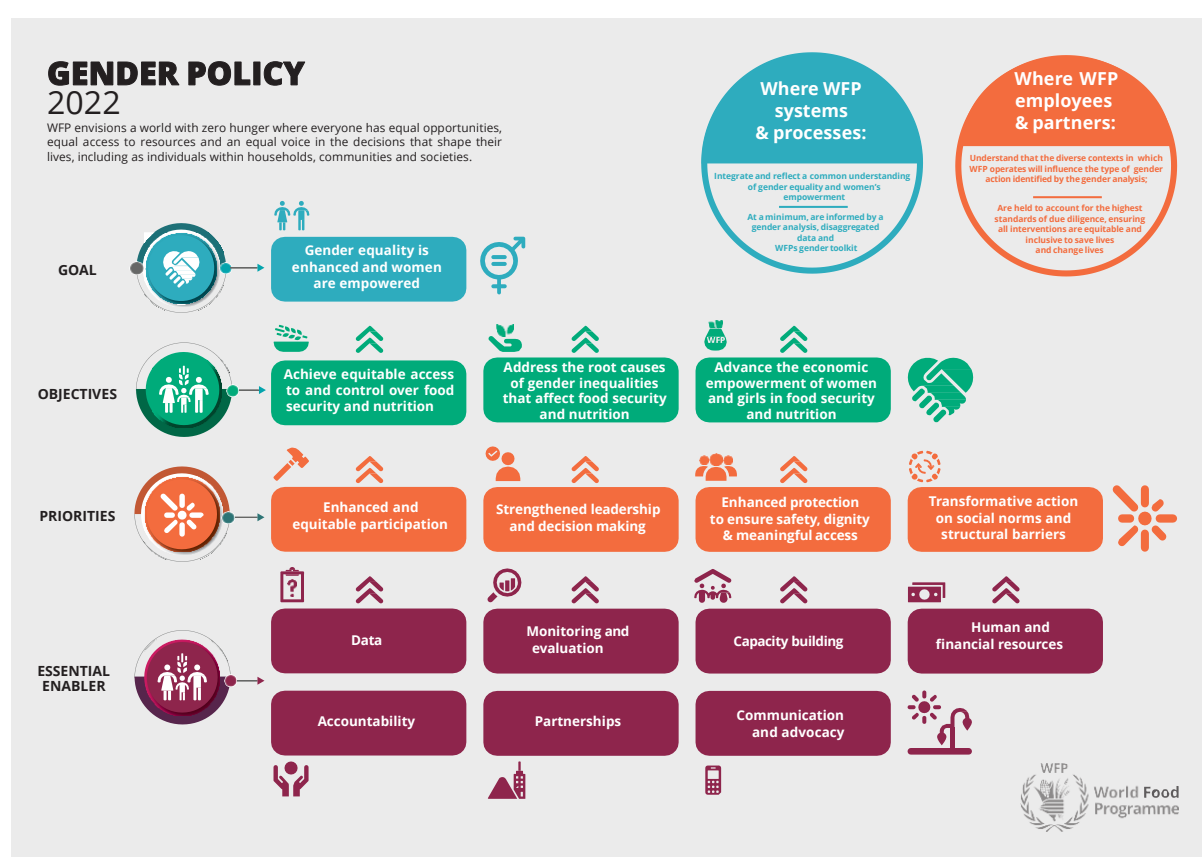 GENDER POLICY
2022
WFP envisions a world with zero hunger where everyone has equal opportunities,
equal access to resources and an equal voice in the decisions that shape their
lives, including as individuals within households, communities and societies.
Where WFP
systems
& processes:
Integrate and reflect a common understanding
of gender equality and women's
empowerment
At a minimum, are informed by a
gender analysis, disaggregated
data and
WFPs gender toolkit
Where WFP
employees
& partners:
Understand that the diverse contexts in which
WFP operates will influence the type of gender
action identified by the gender analysis;
Are held to account for the highest
standards of due diligence, ensuring
all interventions are equitable and
inclusive to save lives
and change lives
GOAL
Gender equality is
enhanced and women
are empowered
OBJECTIVES
Achieve equitable access
to and control over food
security and nutrition
Address the root causes
of gender inequalities
that affect food security
and nutrition
WFP
Advance the economic
empowerment of women
and girls in food security
and nutrition
PRIORITIES
Enhanced and
equitable participation
Strengthened leadership
and decision making
Enhanced protection
to ensure safety, dignity
& meaningful access
Transformative action
on social norms and
structural barriers
ESSENTIAL
ENABLER
?
Data
Monitoring and
evaluation
Capacity building
Human and
financial resources
Accountability
Partnerships
Communication
and advocacy
WFP
World Food
Programme